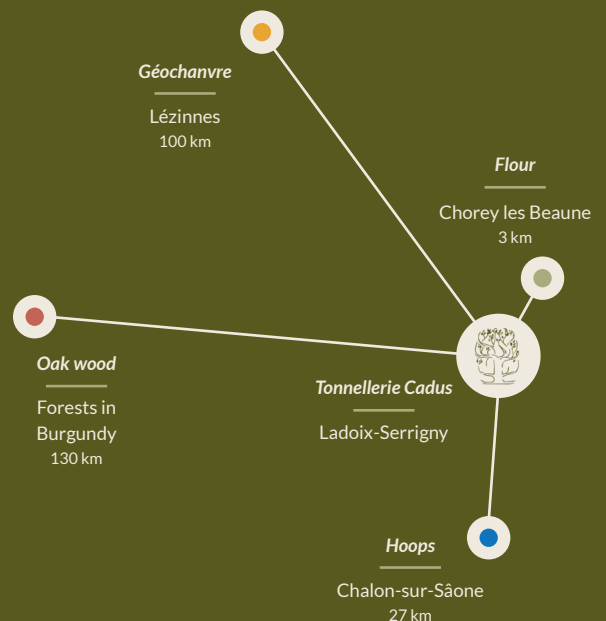 Géochanvre
Lézinnes
100 km
Flour
Chorey les Beaune
3 km
Oak wood
Forests in
Burgundy
130 km
Tonnellerie Cadus
Ladoix-Serrigny
Hoops
Chalon-sur-Sâone
27 km